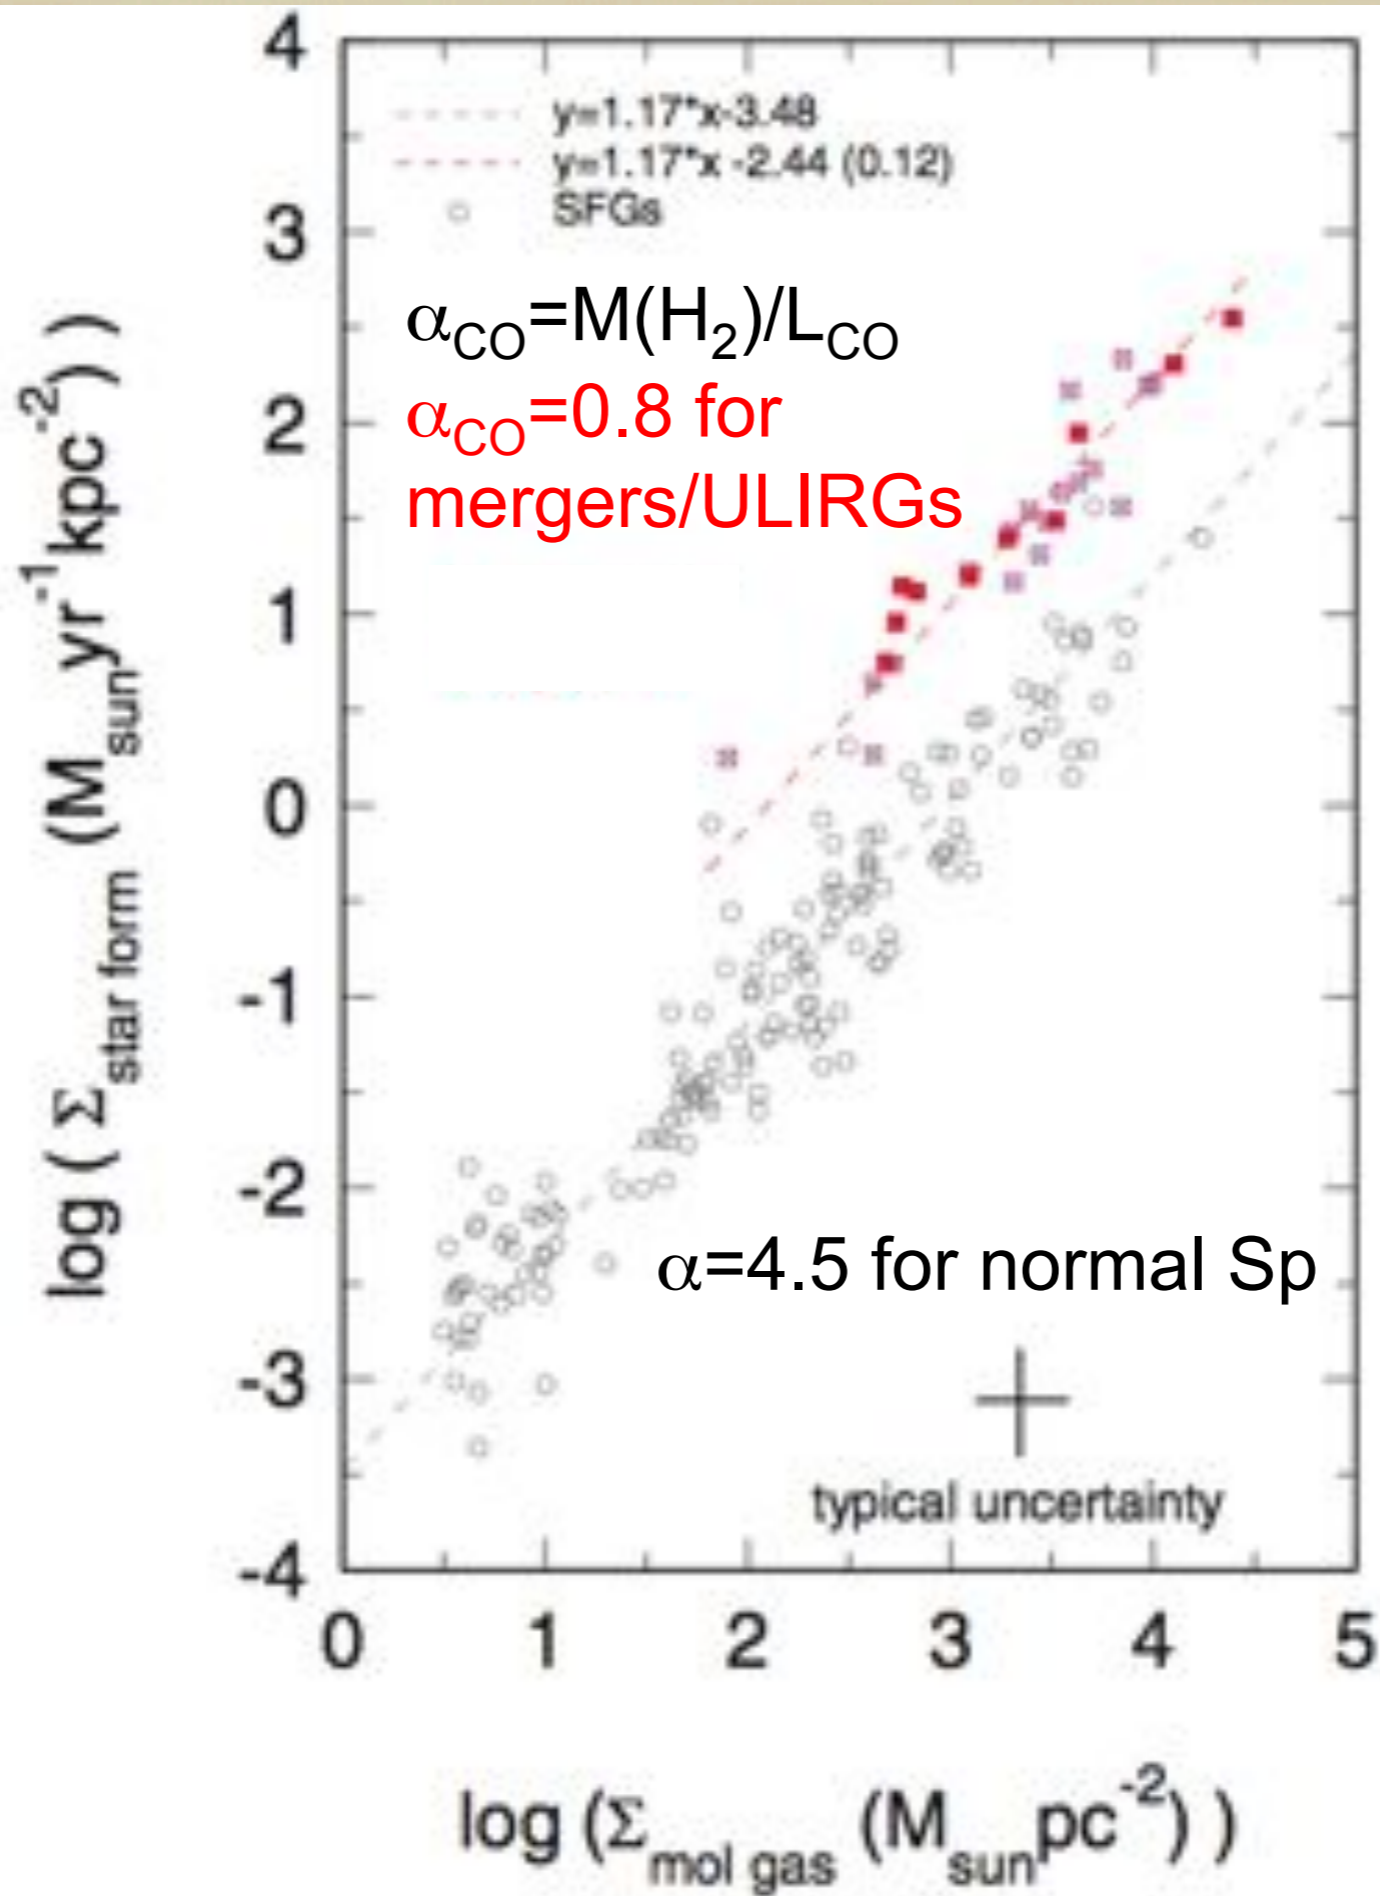 4
y=1.17*x-3.48
y=1.17*x -2.44 (0.12)
SFGs
3
αCO=M(H2)/LCO
αCO=0.8 for
mergers/ULIRGs
2
1
0
-1
-2
α=4.5 for normal Sp
-3
typical uncertainty
-4
log ( Σstar form (Msunyr-1kpc-2) )
0 1 2 3 4 5
log (Σmol gas (Msunpc-2) )